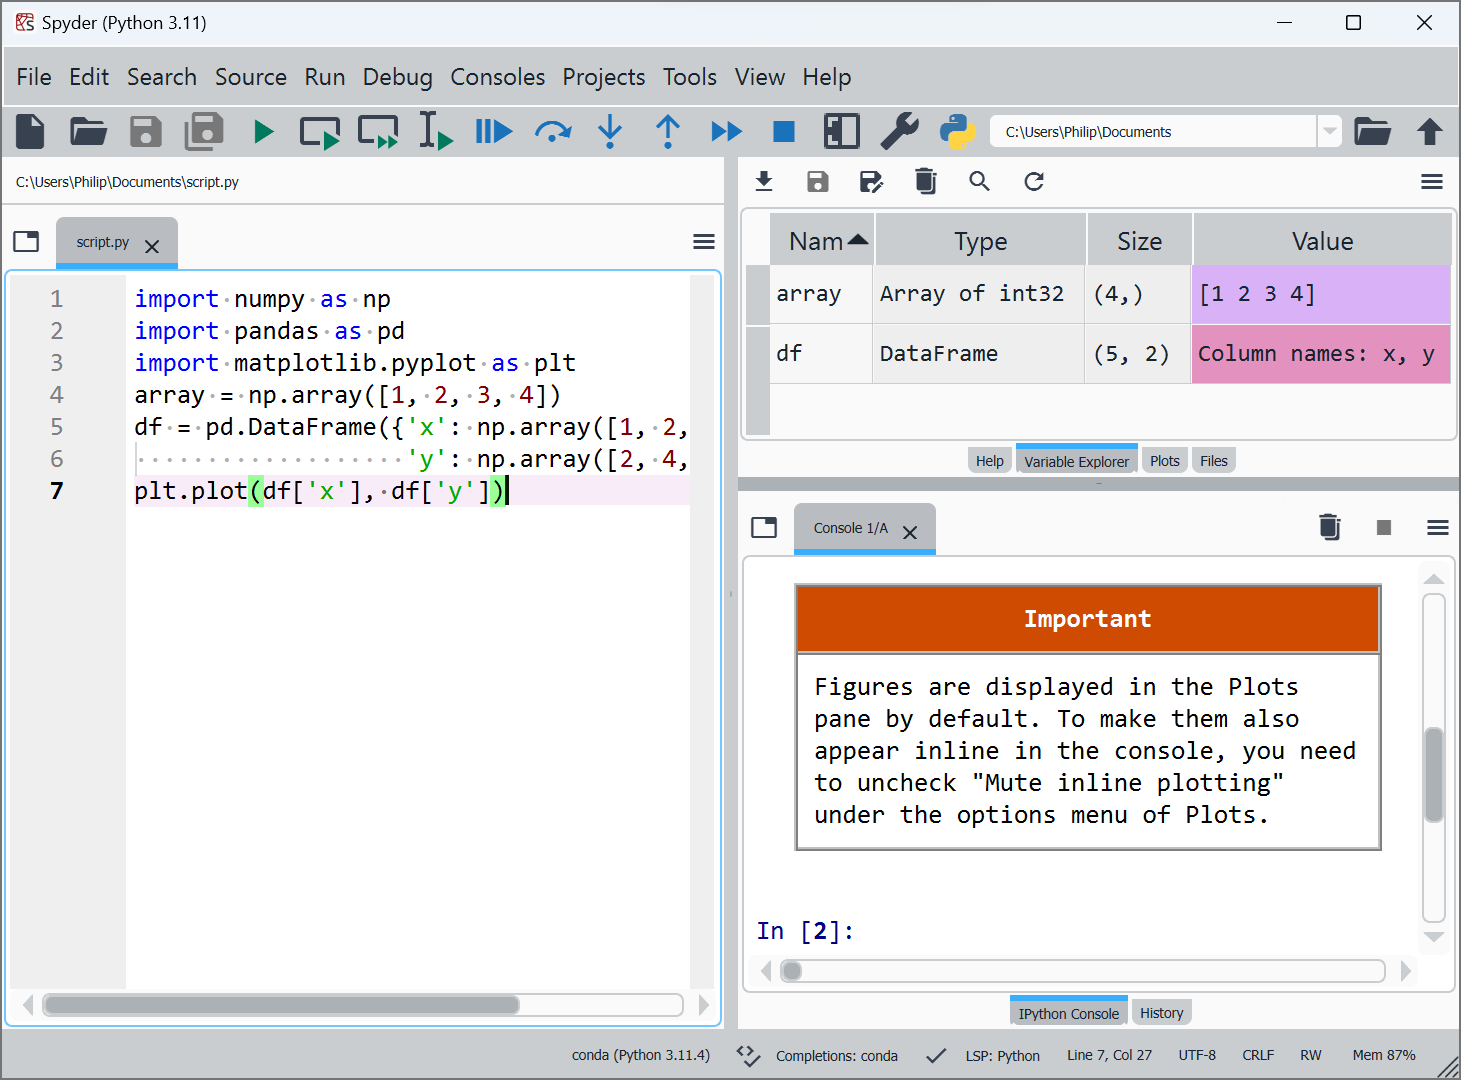 Spyder (Python 3.11)
File Edit Search Source Run Debug Consoles Projects Tools View Help
C:\Users\Philip\Documents
C:\Users\Philip\Documents\script.py
script.py
1 import numpy as np
2 import pandas as pd
3 import matplotlib.pyplot as plt
4 array = np.array([1, 2, 3, 4])
5 df = pd.DataFrame({'x': np.array([1, 2,
6 'y': np.array([2, 4,
7 plt.plot(df['x'], df['y'])
Nam Type Size Value
array Array of int32 (4,) [1 2 3 4]
df DataFrame (5, 2) Column names: x, y
Help Variable Explorer Plots Files
Console 1/A
Important
Figures are displayed in the Plots
pane by default. To make them also
appear inline in the console, you need
to uncheck "Mute inline plotting"
under the options menu of Plots.
In [2]:
IPython Console History
conda (Python 3.11.4) Completions: conda LSP: Python Line 7, Col 27 UTF-8 CRLF RW Mem 87%